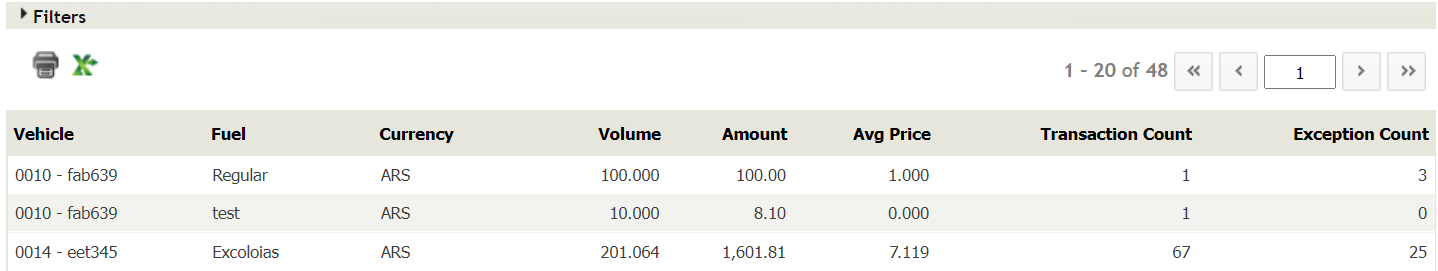 Filters
1 - 20 of 48 « ‹ 1 › »
Vehicle Fuel Currency Volume Amount Avg Price Transaction Count Exception Count
0010 - fab639 Regular ARS 100.000 100.00 1.000 1 3
0010 - fab639 test ARS 10.000 8.10 0.000 1 0
0014 - eet345 Excoloias ARS 201.064 1,601.81 7.119 67 25